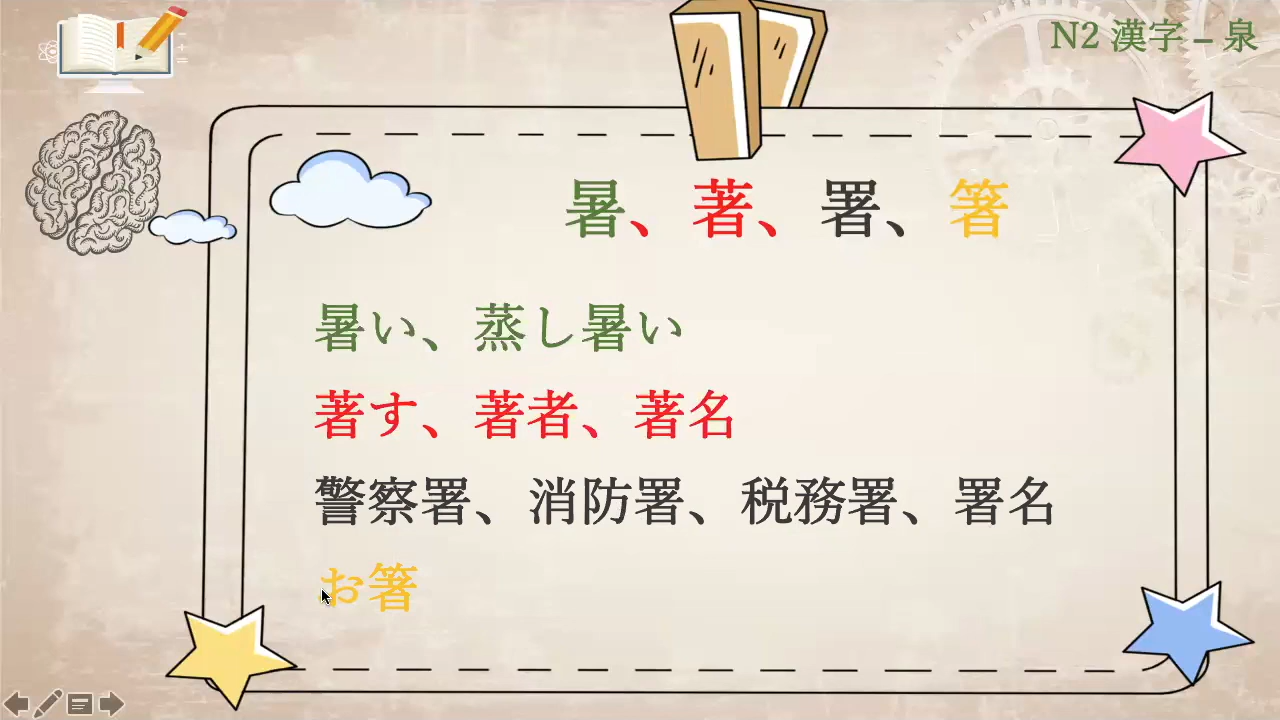 N2 漢字 – 泉
暑、著、署、箸
暑い、蒸し暑い
著す、著者、著名
警察署、消防署、税務署、署名
お箸